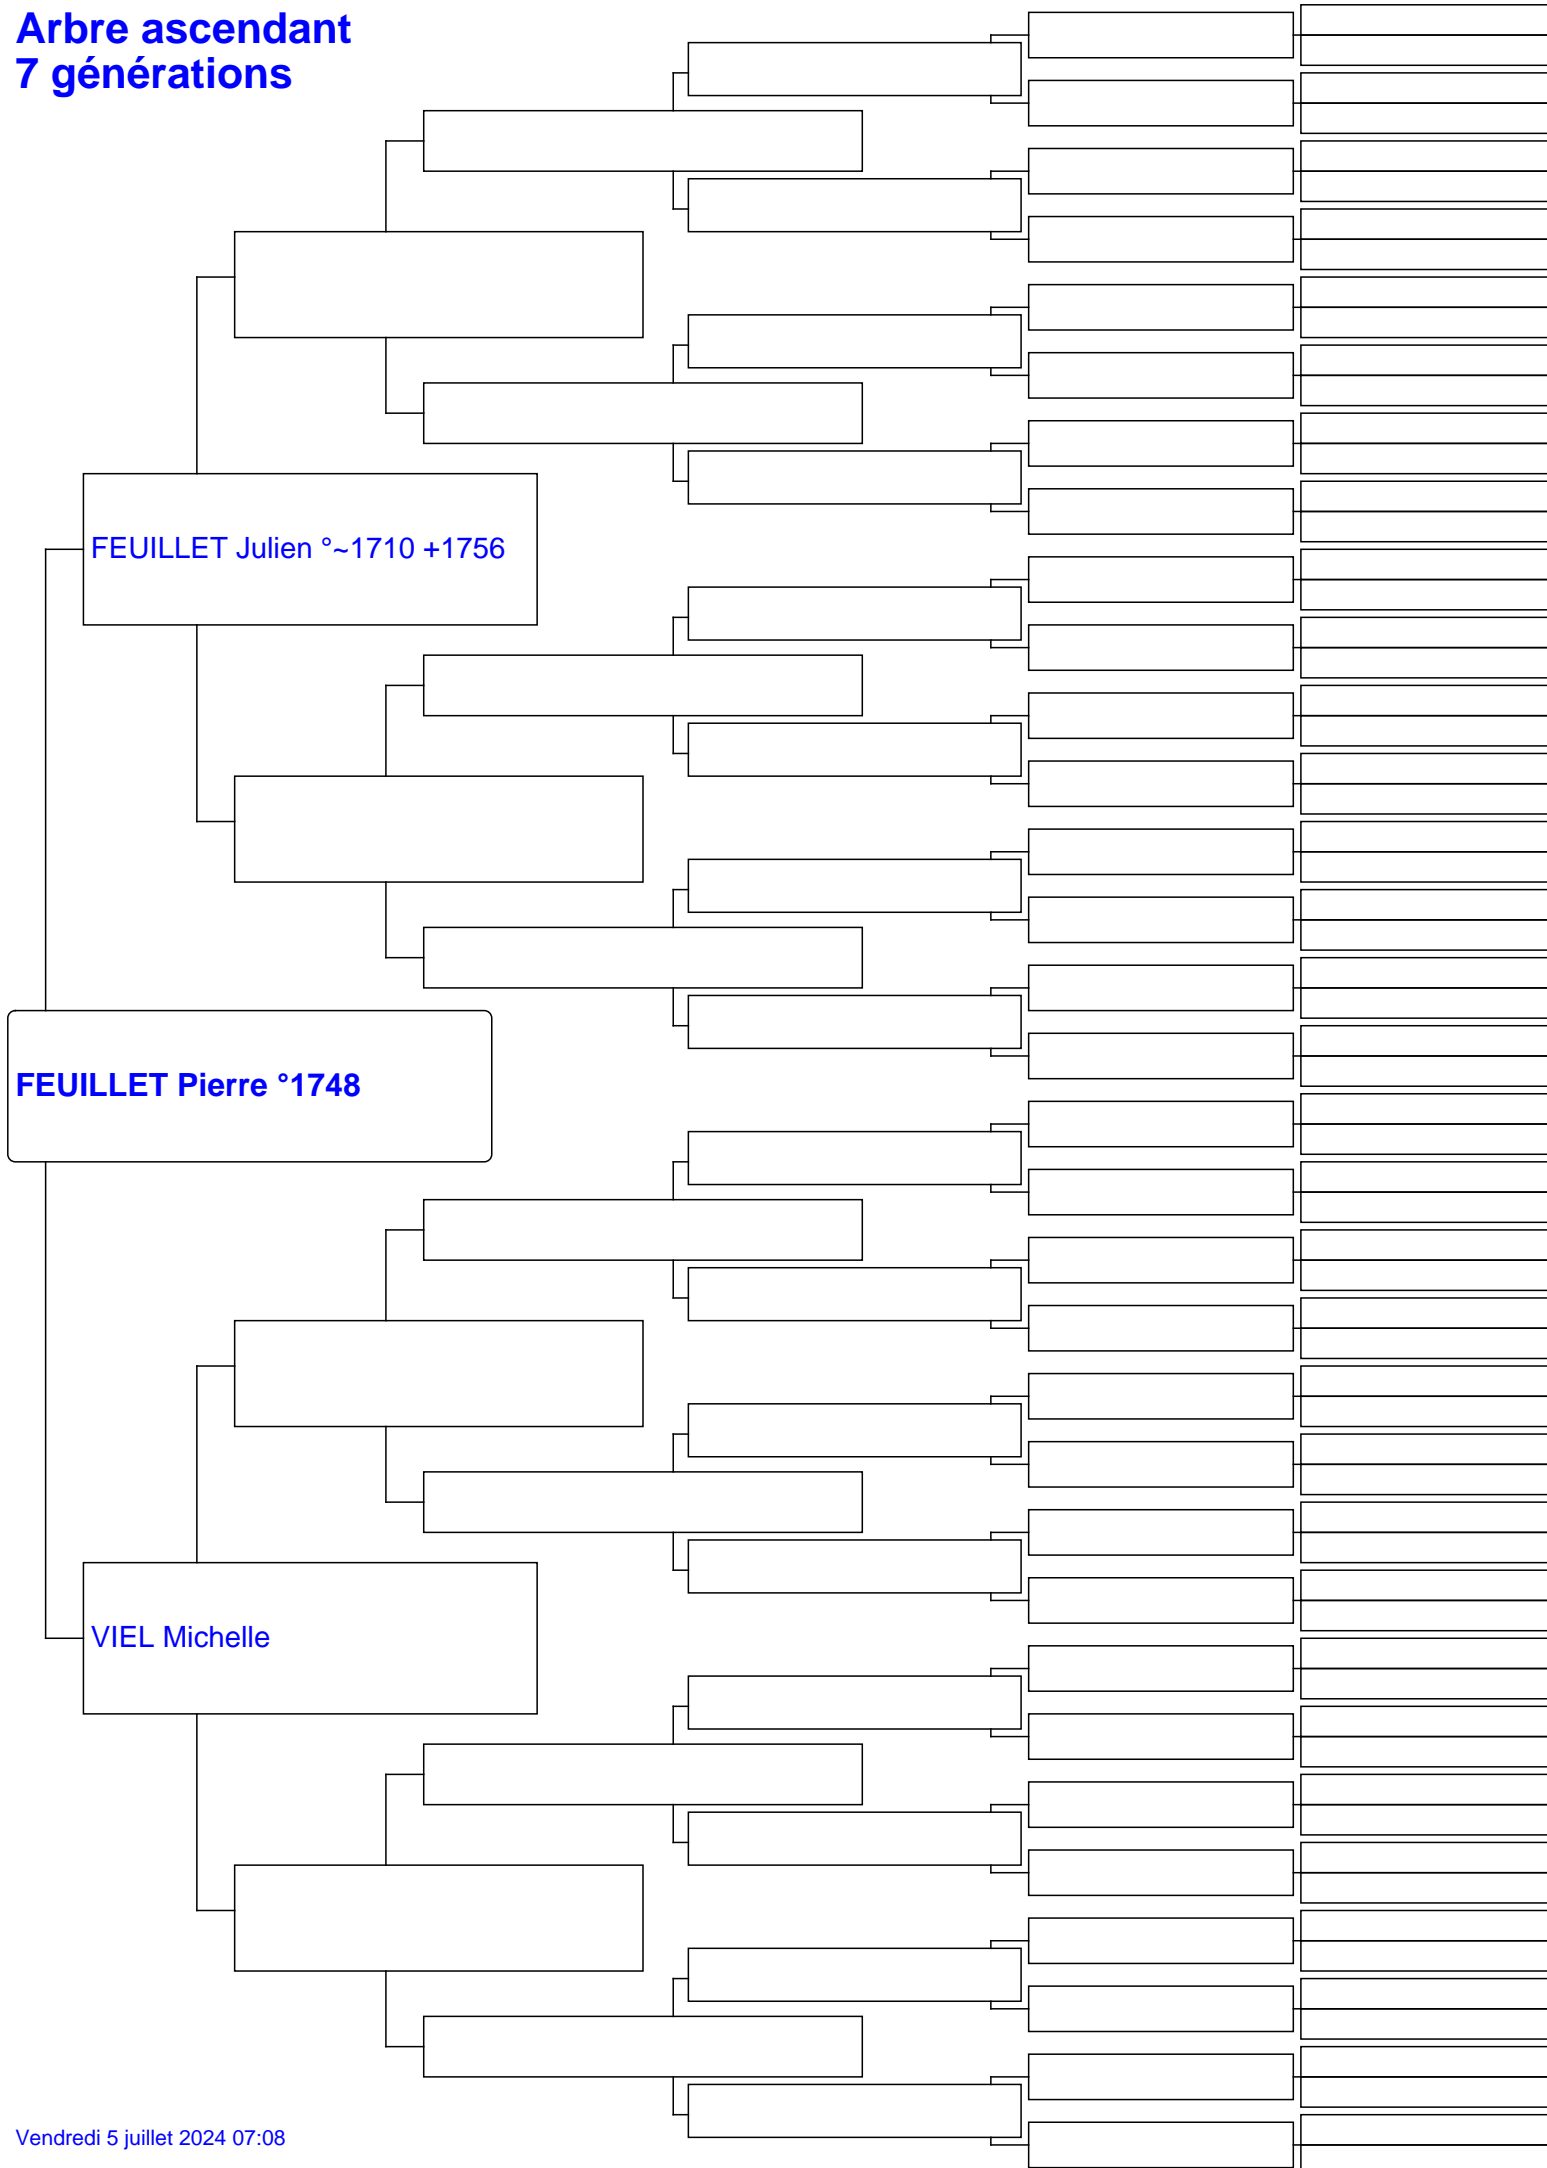 Arbre ascendant
7 générations
FEUILLET Julien °~1710 +1756
FEUILLET Pierre °1748
VIEL Michelle
Vendredi 5 juillet 2024 07:08